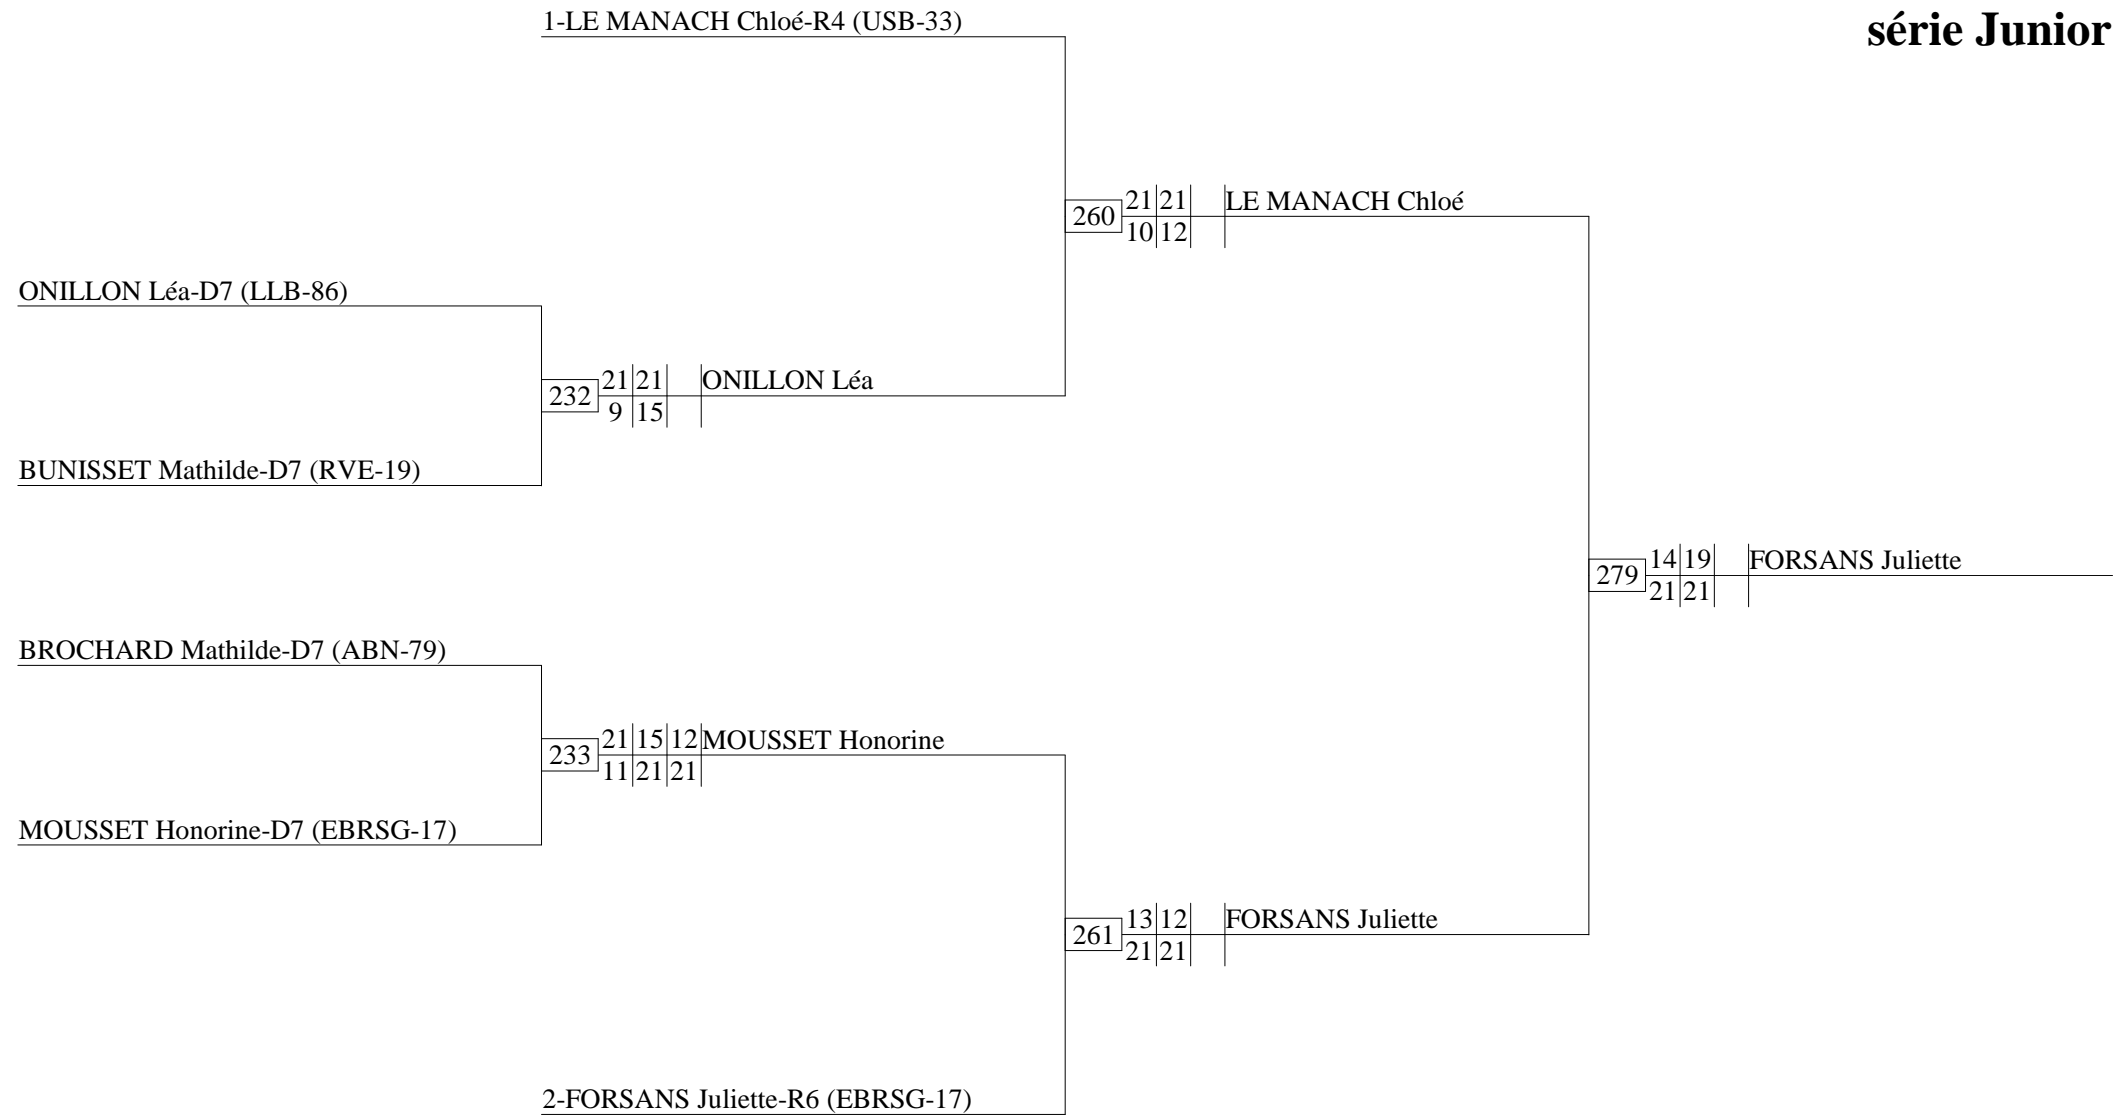 1-LE MANACH Chloé-R4 (USB-33)
série Junior
21 21 LE MANACH Chloé
260
10 12
ONILLON Léa-D7 (LLB-86)
21 21 ONILLON Léa
232
9 15
BUNISSET Mathilde-D7 (RVE-19)
14 19 FORSANS Juliette
279
21 21
BROCHARD Mathilde-D7 (ABN-79)
21 15 12 MOUSSET Honorine
233
11 21 21
MOUSSET Honorine-D7 (EBRSG-17)
13 12 FORSANS Juliette
261
21 21
2-FORSANS Juliette-R6 (EBRSG-17)